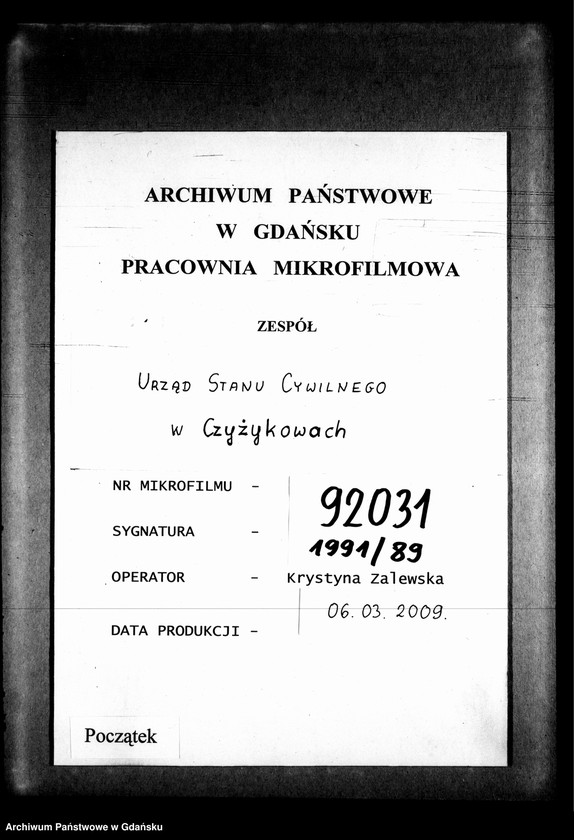 ARCHIWUM PAŃSTWOWE
W GDAŃSKU
PRACOWNIA MIKROFILMOWA
ZESPÓŁ
URZĄD STANU CYWILNEGO
w Czyżykowach
NR MIKROFILMU - 92031
SYGNATURA - 1991/89
OPERATOR - Krystyna Zalewska
DATA PRODUKCJI - 06.03.2009.
Początek
Archiwum Państwowe w Gdańsku